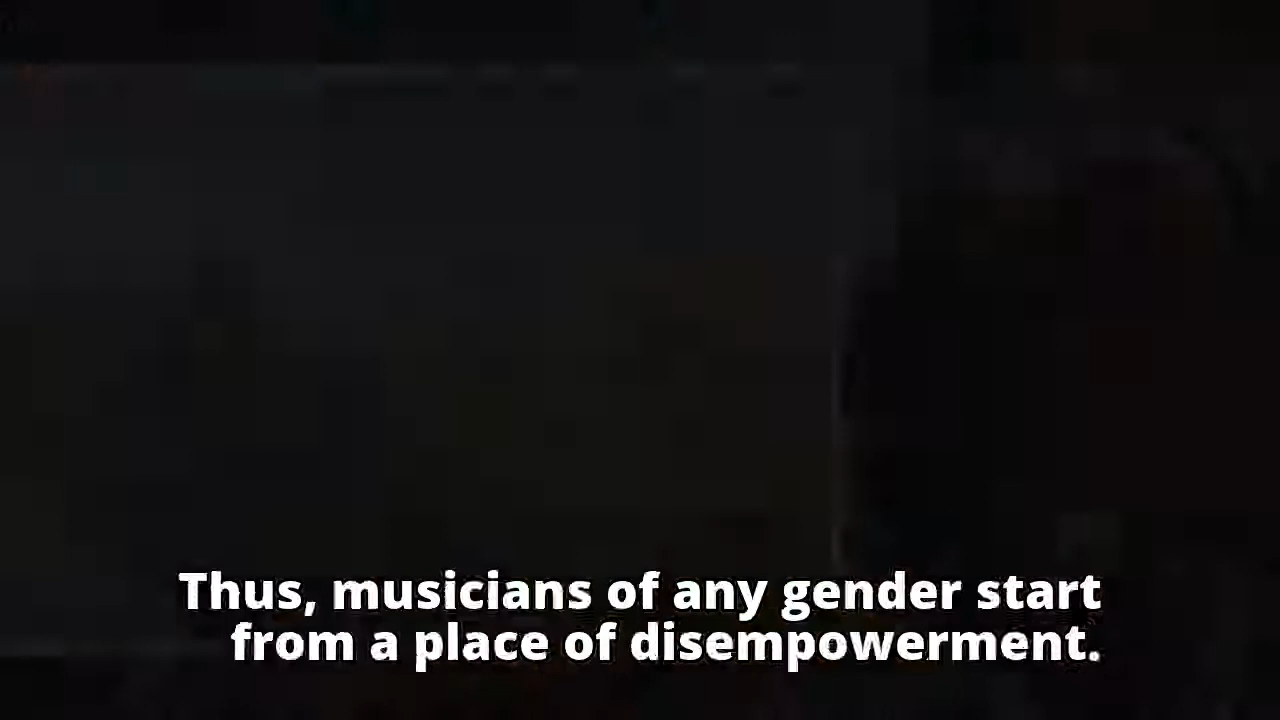 Thus, musicians of any gender start
from a place of disempowerment.